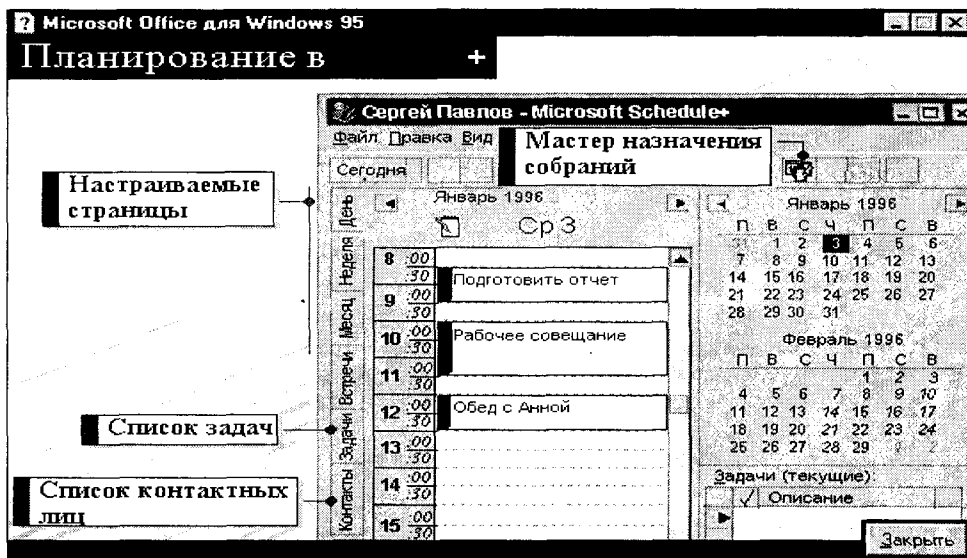 Microsoft Office для Windows 95
Планирование в +
Сергей Павлов - Microsoft Schedule+
Файл Правка Вид
Мастер назначения
собраний
Сегодня
Настраиваемые
страницы
Список задач
Список контактных
лиц
День
Неделя
Месяц
Встречи
Задачи
Контакты
Январь 1996
Ср 3
8 :00
:30 Подготовить отчет
9 :00
:30
10 :00 Рабочее совещание
:30
11 :00
:30
12 :00 Обед с Анной
:30
13 :00
:30
14 :00
:30
15 :00
:30
Январь 1996
П В С Ч П С В
31 1 2 3 4 5 6
7 8 9 10 11 12 13
14 15 16 17 18 19 20
21 22 23 24 25 26 27
28 29 30 31
Февраль 1996
П В С Ч П С В
1 2 3
4 5 6 7 8 9 10
11 12 13 14 15 16 17
18 19 20 21 22 23 24
25 26 27 28 29
Задачи (текущие)
Описание
Закрыть